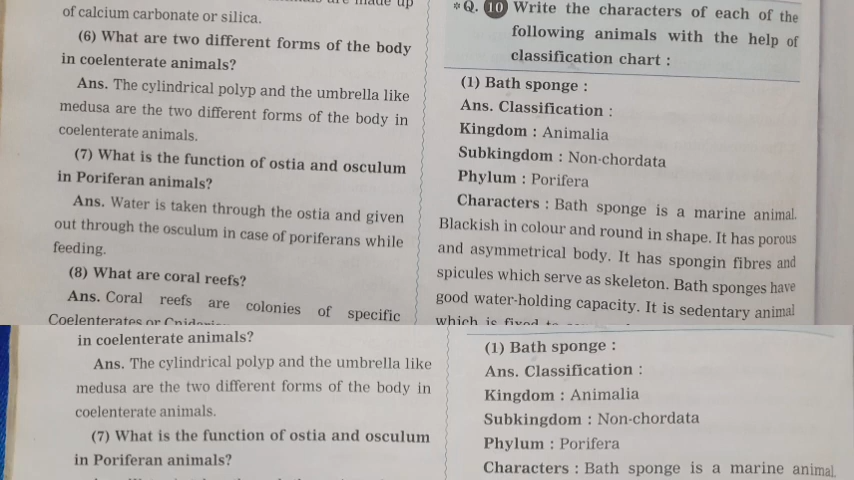 of calcium carbonate or silica.
(6) What are two different forms of the body
in coelenterate animals?
Ans. The cylindrical polyp and the umbrella like
medusa are the two different forms of the body in
coelenterate animals.
(7) What is the function of ostia and osculum
in Poriferan animals?
Ans. Water is taken through the ostia and given
out through the osculum in case of poriferans while
feeding.
(8) What are coral reefs?
Ans. Coral reefs are colonies of specific
Coelenterates or
*Q. 10 Write the characters of each of the
following animals with the help of
classification chart :
(1) Bath sponge :
Ans. Classification :
Kingdom : Animalia
Subkingdom : Non-chordata
Phylum : Porifera
Characters : Bath sponge is a marine animal.
Blackish in colour and round in shape. It has porous
and asymmetrical body. It has spongin fibres and
spicules which serve as skeleton. Bath sponges have
good water-holding capacity. It is sedentary animal
which is fixed to
in coelenterate animals?
Ans. The cylindrical polyp and the umbrella like
medusa are the two different forms of the body in
coelenterate animals.
(7) What is the function of ostia and osculum
in Poriferan animals?
(1) Bath sponge :
Ans. Classification :
Kingdom : Animalia
Subkingdom : Non-chordata
Phylum : Porifera
Characters : Bath sponge is a marine animal.